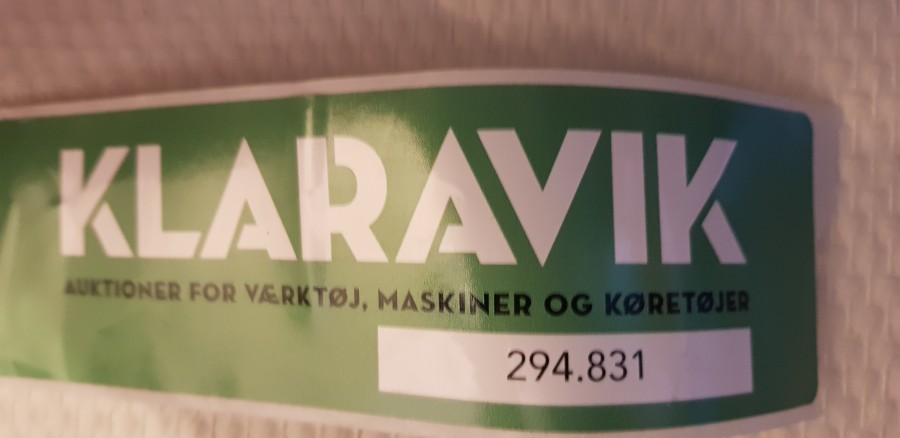 KLARAVIK
AUKTIONER FOR VÆRKTØJ, MASKINER OG KØRETØJER
294.831